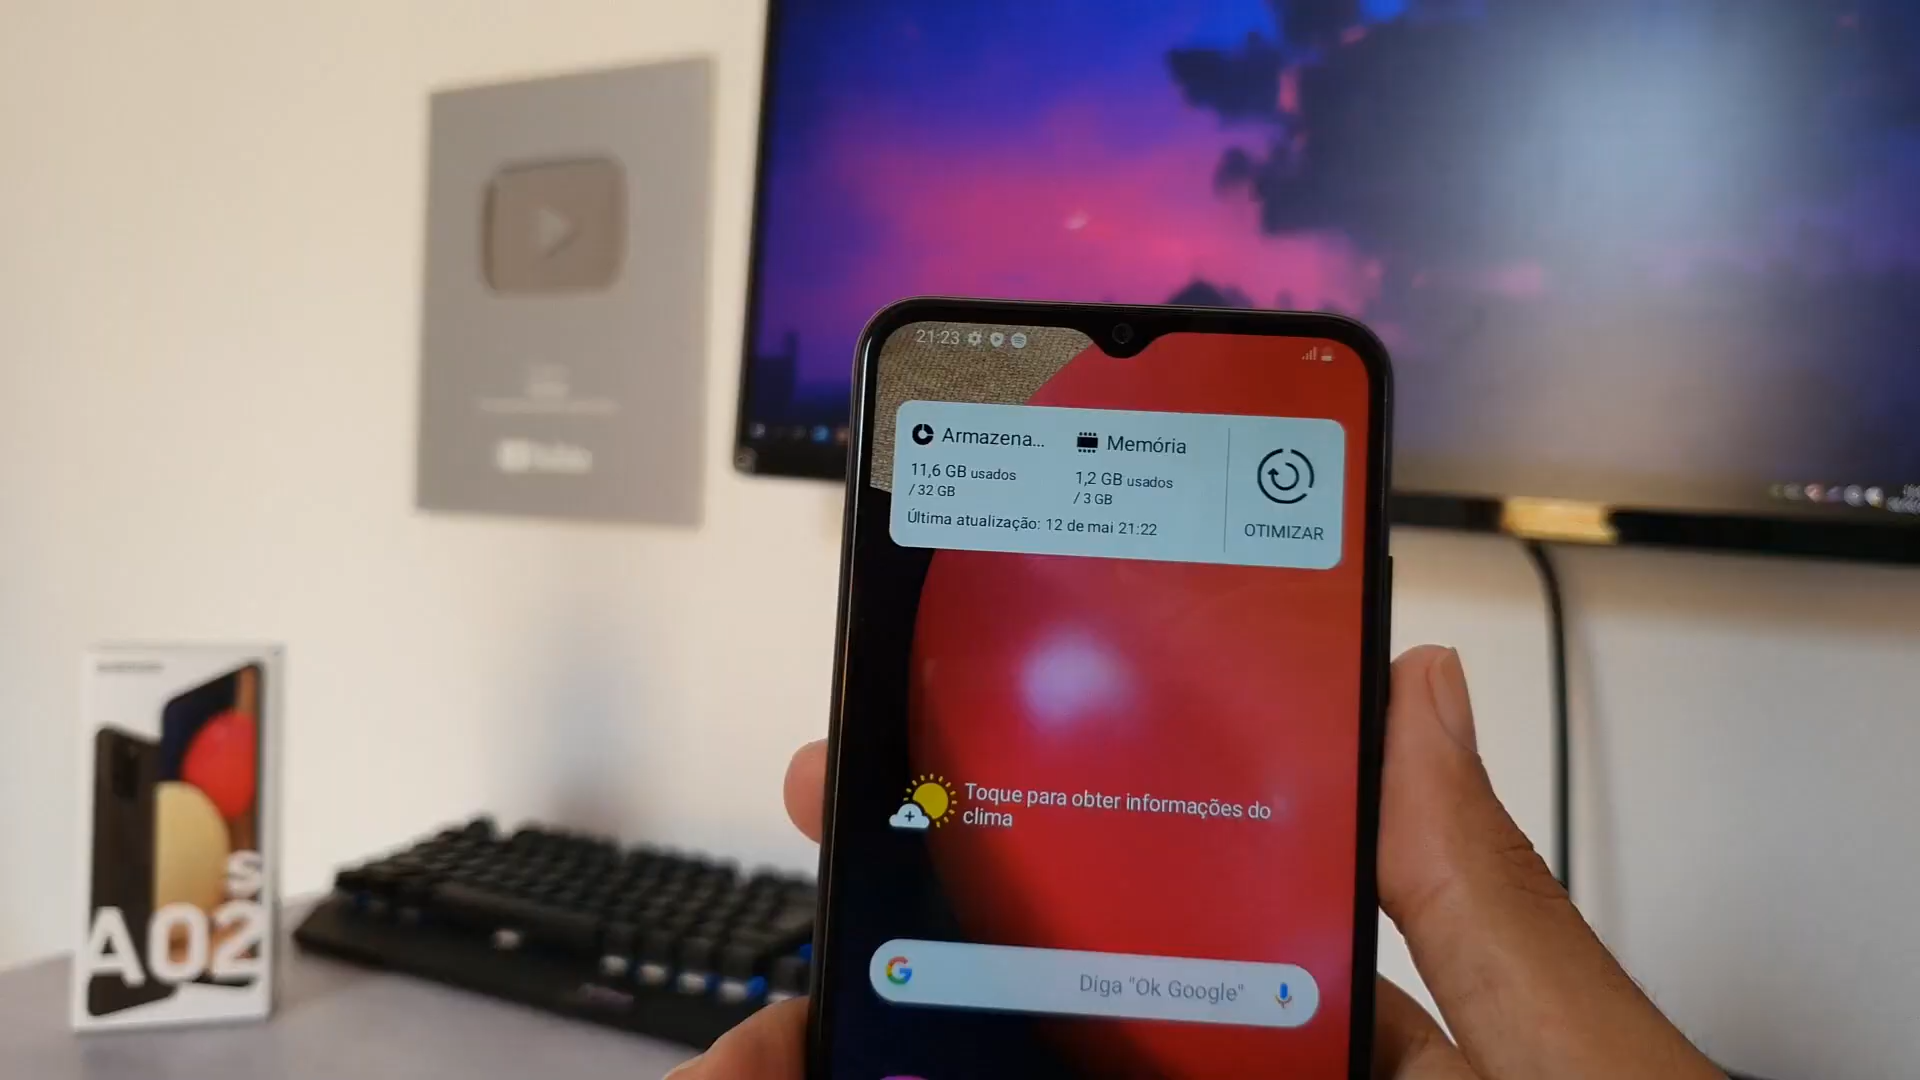 21:23
Armazena...
Memória
11,6 GB usados
/ 32 GB
1,2 GB usados
/ 3 GB
Última atualização: 12 de mai 21:22
OTIMIZAR
Toque para obter informações do
clima
Diga "Ok Google"
S
A02